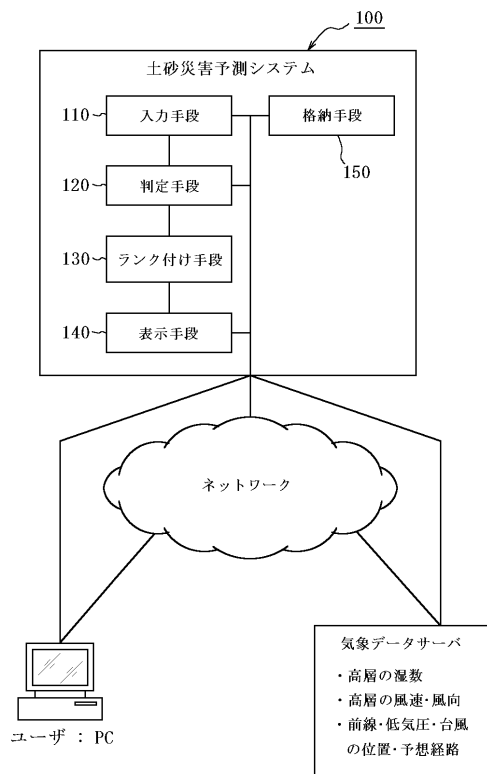 100
土砂災害予測システム
110
入力手段
格納手段
150
120
判定手段
130
ランク付け手段
140
表示手段
ネットワーク
気象データサーバ
・高層の湿数
・高層の風速・風向
・前線・低気圧・台風
の位置・予想経路
ユーザ : PC